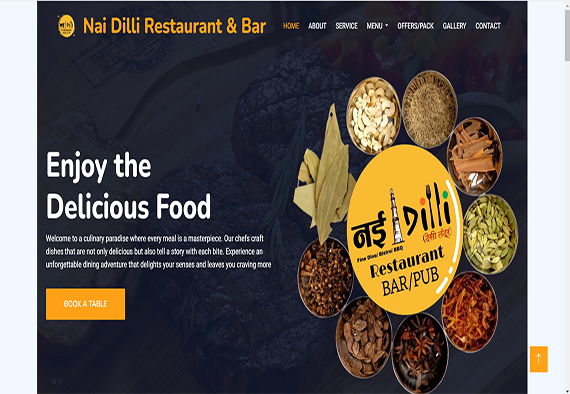 Nai Dilli Restaurant & Bar
HOME ABOUT SERVICE MENU OFFERS/PACK GALLERY CONTACT
Enjoy the
Delicious Food
Welcome to a culinary paradise where every meal is a masterpiece. Our chefs craft
dishes that are not only delicious but also tell a story with each bite. Experience an
unforgettable dining adventure that delights your senses and leaves you craving more
BOOK A TABLE
नई Dilli
(देसी तंदूर)
Fine Dine/ Bistro/ BBQ
Restaurant
BAR/PUB